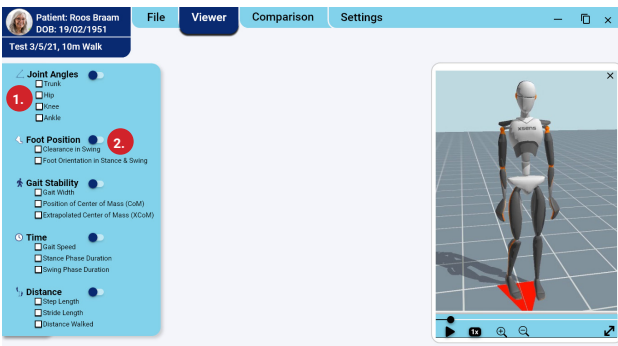 Patient: Roos Braam
DOB: 19/02/1951
Test 3/5/21, 10m Walk
File Viewer Comparison Settings
Joint Angles
Trunk
1. Hip
Knee
Ankle
Foot Position 2.
Clearance in Swing
Foot Orientation in Stance & Swing
Gait Stability
Gait Width
Position of Center of Mass (CoM)
Extrapolated Center of Mass (XCoM)
Time
Gait Speed
Stance Phase Duration
Swing Phase Duration
Distance
Step Length
Stride Length
Distance Walked
xsens
1x